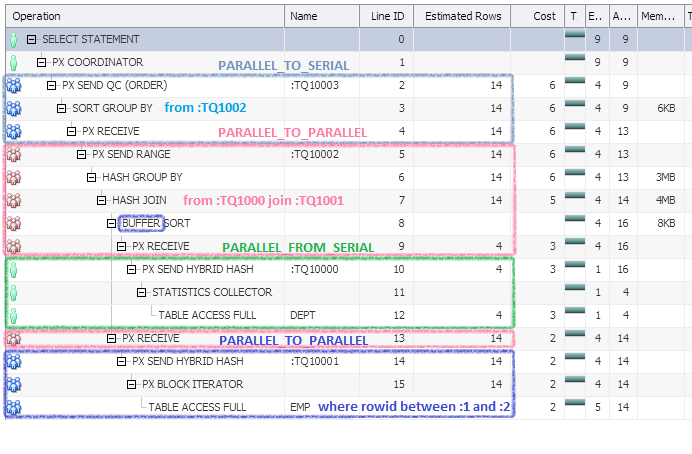 Operation Name Line ID Estimated Rows Cost T. E... A... Mem... T
SELECT STATEMENT 0 9 9
PX COORDINATOR PARALLEL_TO_SERIAL 1 9 9
PX SEND QC (ORDER) :TQ10003 2 14 6 4 9
SORT GROUP BY from :TQ1002 3 14 6 4 9 6KB
PX RECEIVE PARALLEL_TO_PARALLEL 4 14 6 4 13
PX SEND RANGE :TQ10002 5 14 6 4 13
HASH GROUP BY 6 14 6 4 13 3MB
HASH JOIN from :TQ1000 join :TQ1001 7 14 5 4 14 4MB
BUFFER SORT 8 4 16 8KB
PX RECEIVE PARALLEL_FROM_SERIAL 9 4 3 4 16
PX SEND HYBRID HASH :TQ10000 10 4 3 1 16
STATISTICS COLLECTOR 11 1 4
TABLE ACCESS FULL DEPT 12 4 3 1 4
PX RECEIVE PARALLEL_TO_PARALLEL 13 14 2 4 14
PX SEND HYBRID HASH :TQ10001 14 14 2 4 14
PX BLOCK ITERATOR 15 14 2 4 14
TABLE ACCESS FULL EMP where rowid between :1 and :2 2 5 14